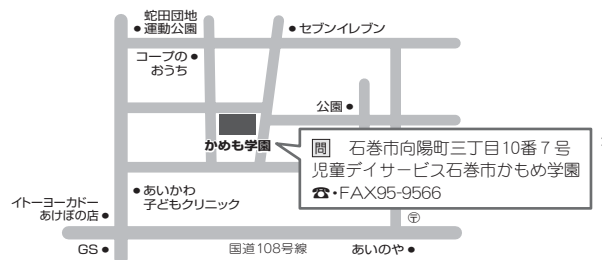 蛇田団地
●運動公園
●セブンイレブン
コープの●
おうち
公園●
かめも学園
問 石巻市向陽町三丁目10番7号
児童デイサービス石巻市かもめ学園
☎・FAX95-9566
●あいかわ
子どもクリニック
イトーヨーカドー
あけぼの店●
〒
GS●
国道108号線
あいのや●